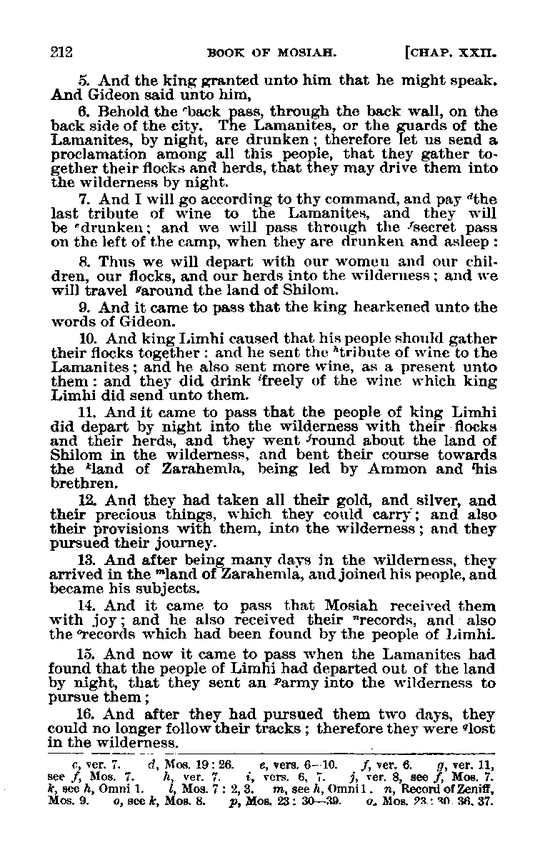 212 BOOK OF MOSIAH. [CHAP. XXII.
5. And the king granted unto him that he might speak.
And Gideon said unto him,
6. Behold the cback pass, through the back wall, on the
back side of the city. The Lamanites, or the guards of the
Lamanites, by night, are drunken; therefore let us send a
proclamation among all this people, that they gather to-
gether their flocks and herds, that they may drive them into
the wilderness by night.
7. And I will go according to thy command, and pay dthe
last tribute of wine to the Lamanites, and they will
be edrunken; and we will pass through the fsecret pass
on the left of the camp, when they are drunken and asleep:
8. Thus we will depart with our women and our chil-
dren, our flocks, and our herds into the wilderness; and we
will travel garound the land of Shilom.
9. And it came to pass that the king hearkened unto the
words of Gideon.
10. And king Limhi caused that his people should gather
their flocks together: and he sent the htribute of wine to the
Lamanites; and he also sent more wine, as a present unto
them: and they did drink ifreely of the wine which king
Limhi did send unto them.
11. And it came to pass that the people of king Limhi
did depart by night into the wilderness with their flocks
and their herds, and they went jround about the land of
Shilom in the wilderness, and bent their course towards
the kland of Zarahemla, being led by Ammon and lhis
brethren.
12. And they had taken all their gold, and silver, and
their precious things, which they could carry; and also
their provisions with them, into the wilderness; and they
pursued their journey.
13. And after being many days in the wilderness, they
arrived in the mland of Zarahemla, and joined his people, and
became his subjects.
14. And it came to pass that Mosiah received them
with joy; and he also received their nrecords, and also
the orecords which had been found by the people of Limhi.
15. And now it came to pass when the Lamanites had
found that the people of Limhi had departed out of the land
by night, that they sent an parmy into the wilderness to
pursue them;
16. And after they had pursued them two days, they
could no longer follow their tracks; therefore they were qlost
in the wilderness.
c, ver. 7. d, Mos. 19:26. e, vers. 6—10. f, ver. 6. g, ver. 11,
see f, Mos. 7. h, ver. 7. i, vers. 6, 7. j, ver. 8, see f, Mos. 7.
k, see h, Omni 1. l, Mos. 7: 2, 3. m, see h, Omni 1. n, Record of Zeniff,
Mos. 9. o, see k, Mos. 8. p, Mos. 23: 30—39. Mos. 23: 30, 36, 37.